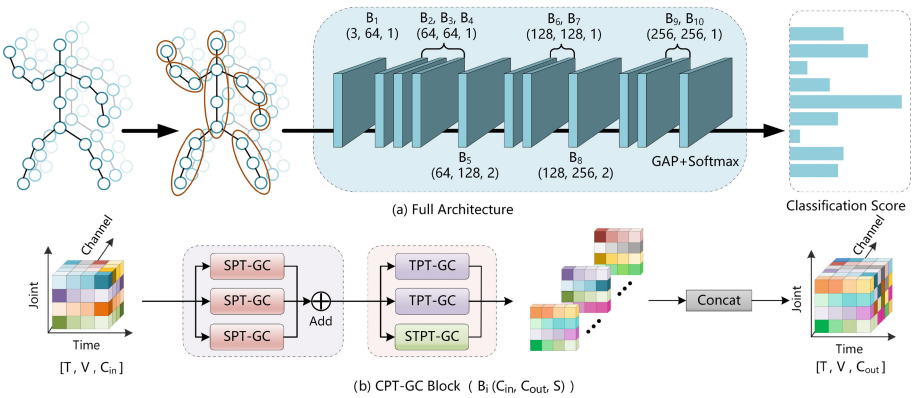 B₁
(3, 64, 1)
B₂, B₃, B₄
(64, 64, 1)
B₆, B₇
(128, 128, 1)
B₉, B₁₀
(256, 256, 1)
B₅
(64, 128, 2)
B₈
(128, 256, 2)
GAP+Softmax
(a) Full Architecture
Classification Score
Channel
Joint
Time
[T, V, Cᵢₙ]
SPT-GC
SPT-GC
SPT-GC
Add
TPT-GC
TPT-GC
STPT-GC
Concat
Channel
Joint
Time
[T, V, Cₒᵤₜ]
(b) CPT-GC Block ( Bᵢ (Cᵢₙ, Cₒᵤₜ, S) )